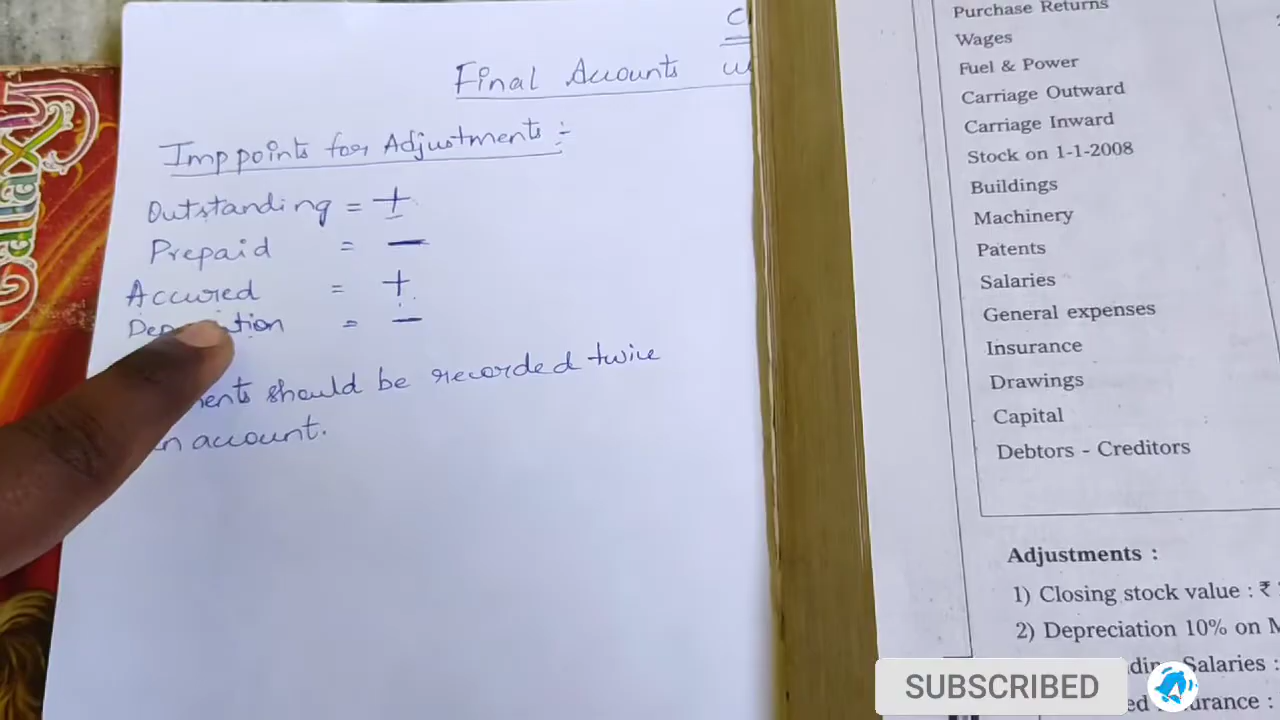 Final Accounts
Imp points for Adjustments :-
Outstanding = +
Prepaid = -
Accured = +
= -
should be recorded twice
account.
Purchase Returns
Wages
Fuel & Power
Carriage Outward
Carriage Inward
Stock on 1-1-2008
Buildings
Machinery
Patents
Salaries
General expenses
Insurance
Drawings
Capital
Debtors - Creditors
Adjustments :
1) Closing stock value : ₹
2) Depreciation 10% on
Salaries :
SUBSCRIBED